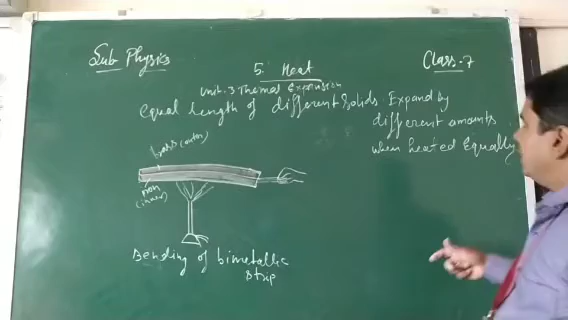 Sub Physics
5. Heat
Class-7
Unit. 3 Thermal Expansion
equal length of different solids Expand by
different amounts
when heated Equally
brass (outer)
iron
(inner)
Bending of bimetallic
strip